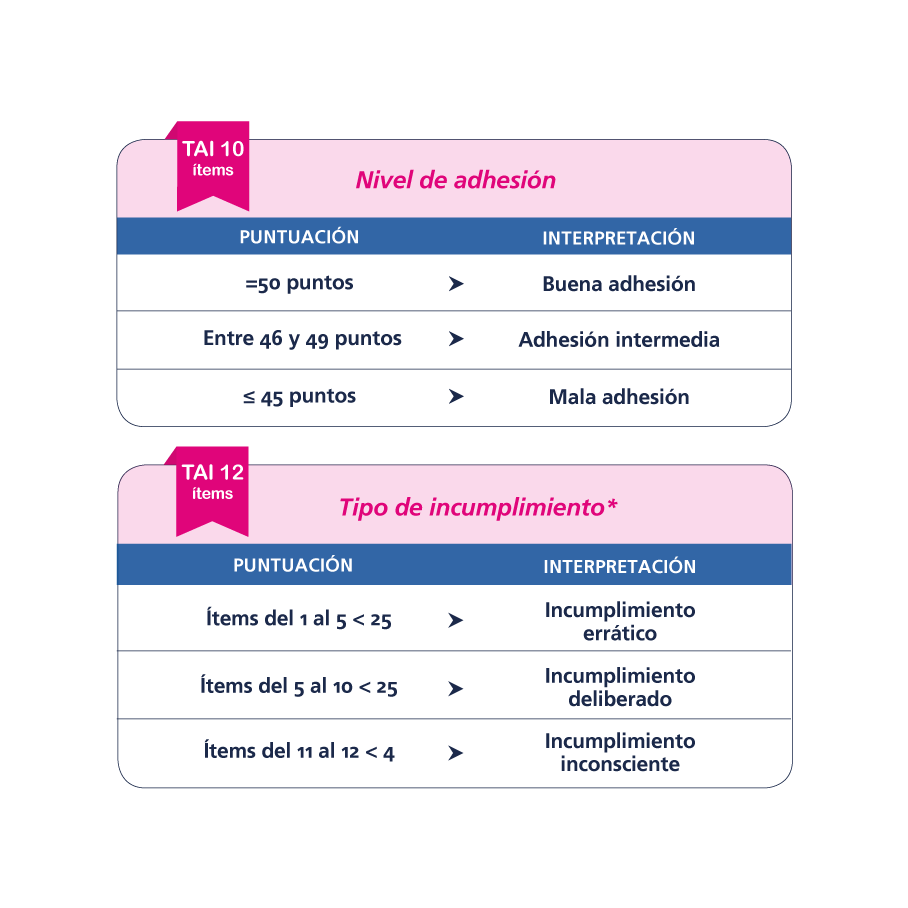 TAI 10
ítems
Nivel de adhesión
PUNTUACIÓN
INTERPRETACIÓN
=50 puntos
Buena adhesión
Entre 46 y 49 puntos
Adhesión intermedia
≤ 45 puntos
Mala adhesión
TAI 12
ítems
Tipo de incumplimiento*
PUNTUACIÓN
INTERPRETACIÓN
Ítems del 1 al 5 < 25
Incumplimiento
errático
Ítems del 5 al 10 < 25
Incumplimiento
deliberado
Ítems del 11 al 12 < 4
Incumplimiento
inconsciente